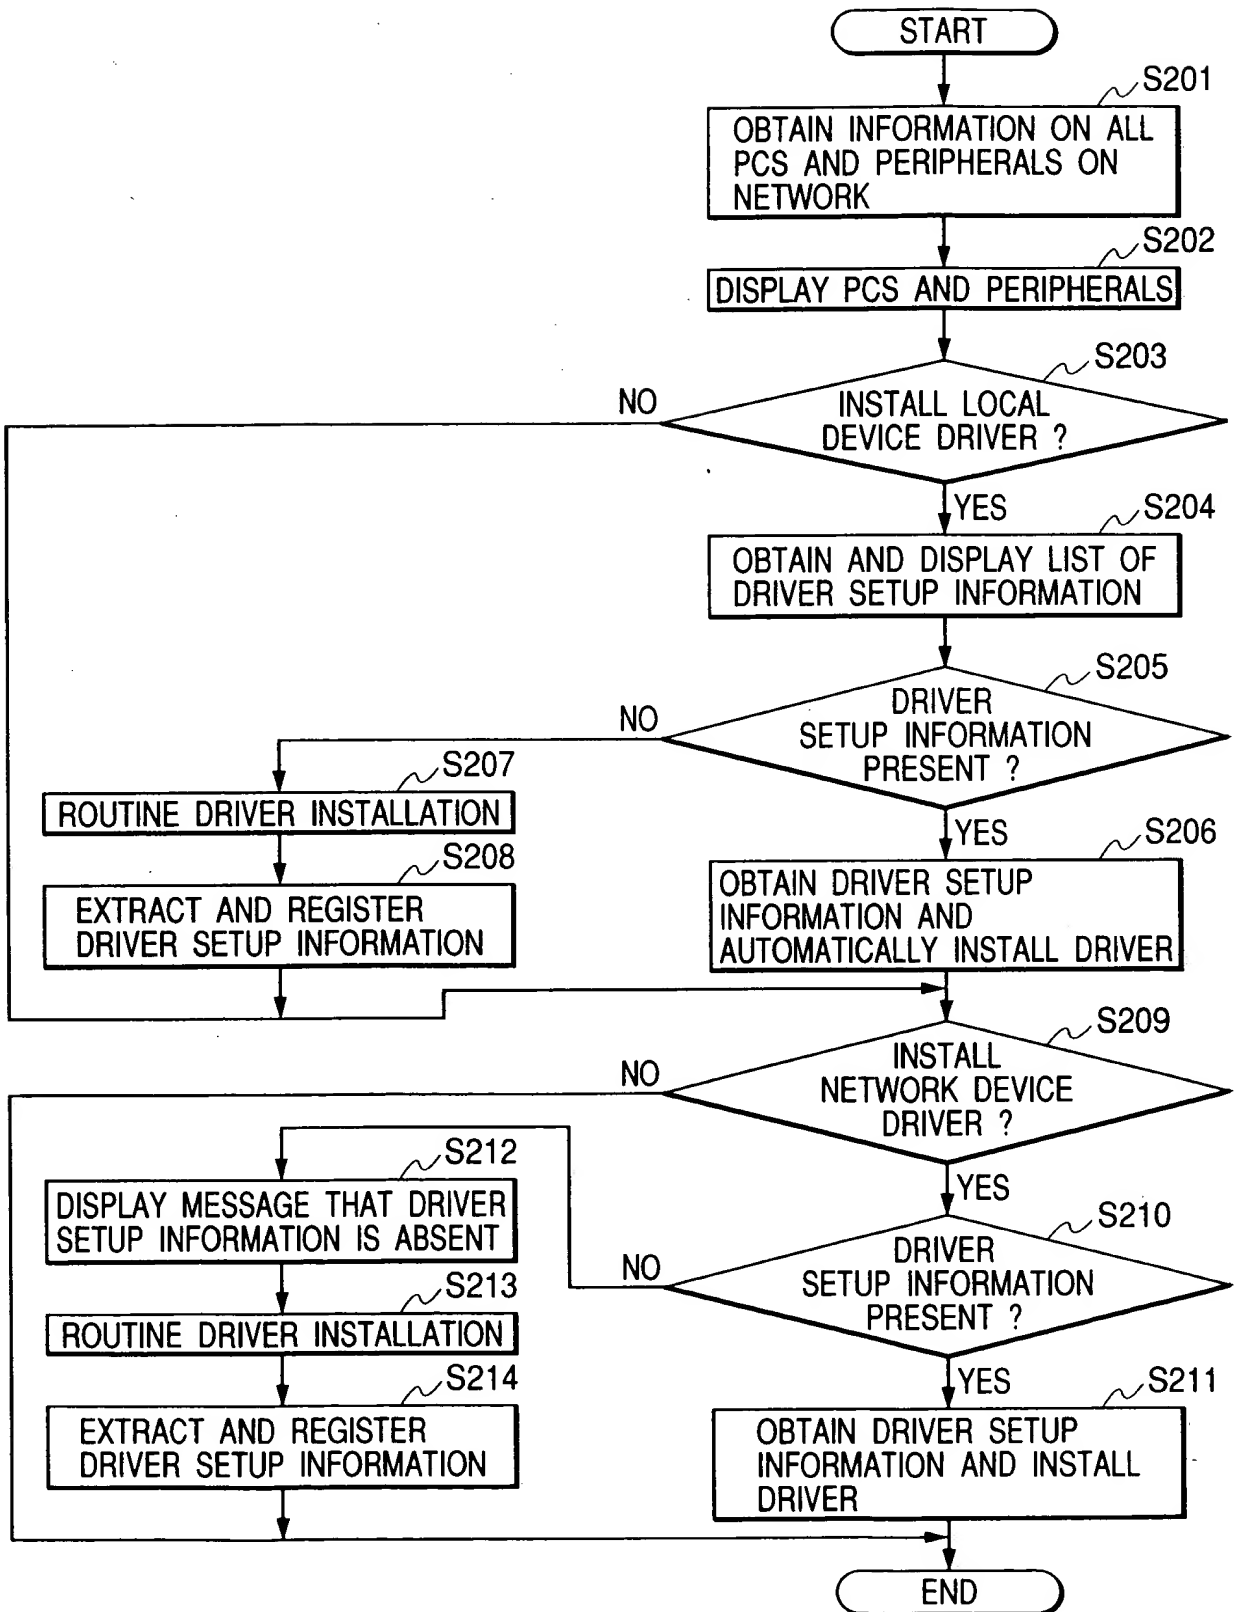 START
S201
OBTAIN INFORMATION ON ALL
PCS AND PERIPHERALS ON
NETWORK
S202
DISPLAY PCS AND PERIPHERALS
S203
NO
INSTALL LOCAL
DEVICE DRIVER ?
YES
S204
OBTAIN AND DISPLAY LIST OF
DRIVER SETUP INFORMATION
S205
NO
DRIVER
SETUP INFORMATION
PRESENT ?
S207
ROUTINE DRIVER INSTALLATION
S208
EXTRACT AND REGISTER
DRIVER SETUP INFORMATION
YES
S206
OBTAIN DRIVER SETUP
INFORMATION AND
AUTOMATICALLY INSTALL DRIVER
S209
NO
INSTALL
NETWORK DEVICE
DRIVER ?
YES
S210
NO
DRIVER
SETUP INFORMATION
PRESENT ?
S212
DISPLAY MESSAGE THAT DRIVER
SETUP INFORMATION IS ABSENT
S213
ROUTINE DRIVER INSTALLATION
S214
EXTRACT AND REGISTER
DRIVER SETUP INFORMATION
YES
S211
OBTAIN DRIVER SETUP
INFORMATION AND INSTALL
DRIVER
END